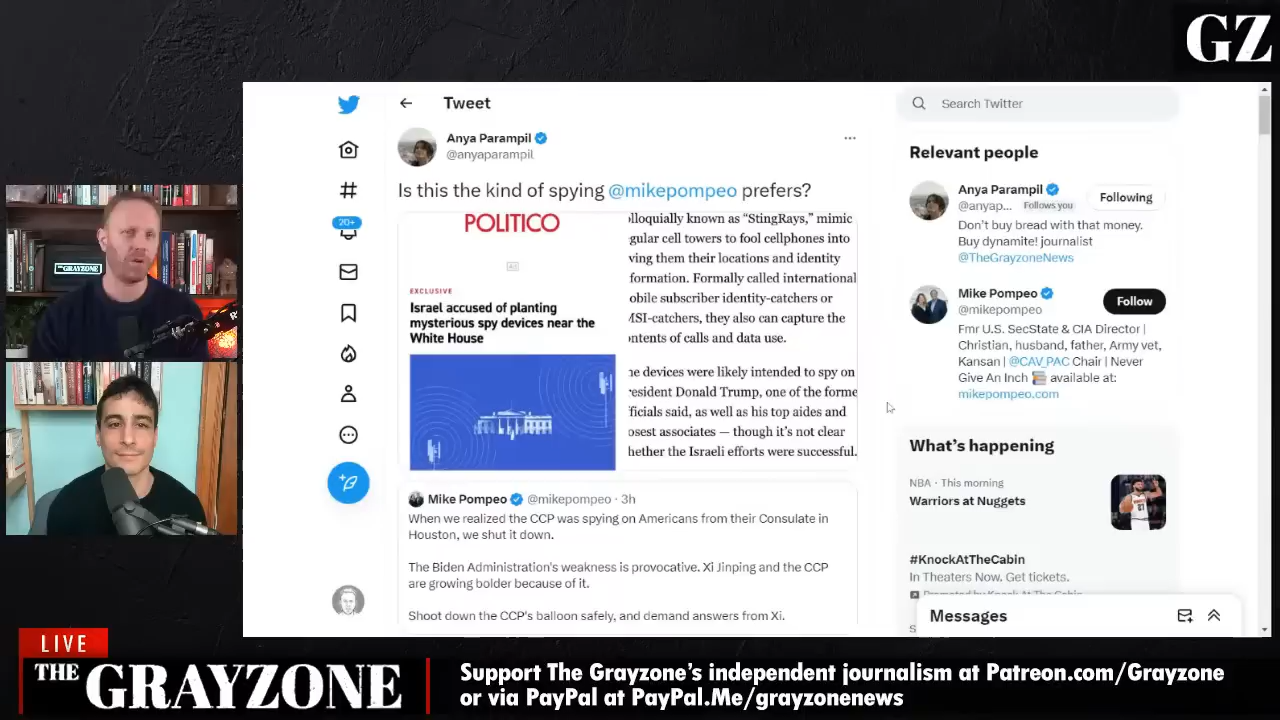 GZ
Tweet
Anya Parampil
@anyaparampil
Is this the kind of spying @mikepompeo prefers?
POLITICO
Ad
EXCLUSIVE
Israel accused of planting
mysterious spy devices near the
White House
lloquially known as “StingRays,” mimic
gular cell towers to fool cellphones into
ving them their locations and identity
formation. Formally called international
obile subscriber identity-catchers or
MSI-catchers, they also can capture the
ntents of calls and data use.
he devices were likely intended to spy on
resident Donald Trump, one of the forme
ficials said, as well as his top aides and
osest associates — though it’s not clear
hether the Israeli efforts were successful.
Mike Pompeo @mikepompeo · 3h
When we realized the CCP was spying on Americans from their Consulate in
Houston, we shut it down.
The Biden Administration's weakness is provocative. Xi Jinping and the CCP
are growing bolder because of it.
Shoot down the CCP's balloon safely, and demand answers from Xi.
20+
Search Twitter
Relevant people
Anya Parampil
@anyap... Follows you
Following
Don’t buy bread with that money.
Buy dynamite! journalist
@TheGrayzoneNews
Mike Pompeo
@mikepompeo
Follow
Fmr U.S. SecState & CIA Director |
Christian, husband, father, Army vet,
Kansan | @CAV_PAC Chair | Never
Give An Inch available at:
mikepompeo.com
What’s happening
NBA · This morning
Warriors at Nuggets
#KnockAtTheCabin
In Theaters Now. Get tickets.
Messages
THE GRAYZONE
LIVE
THE GRAYZONE
Support The Grayzone’s independent journalism at Patreon.com/Grayzone
or via PayPal at PayPal.Me/grayzonenews